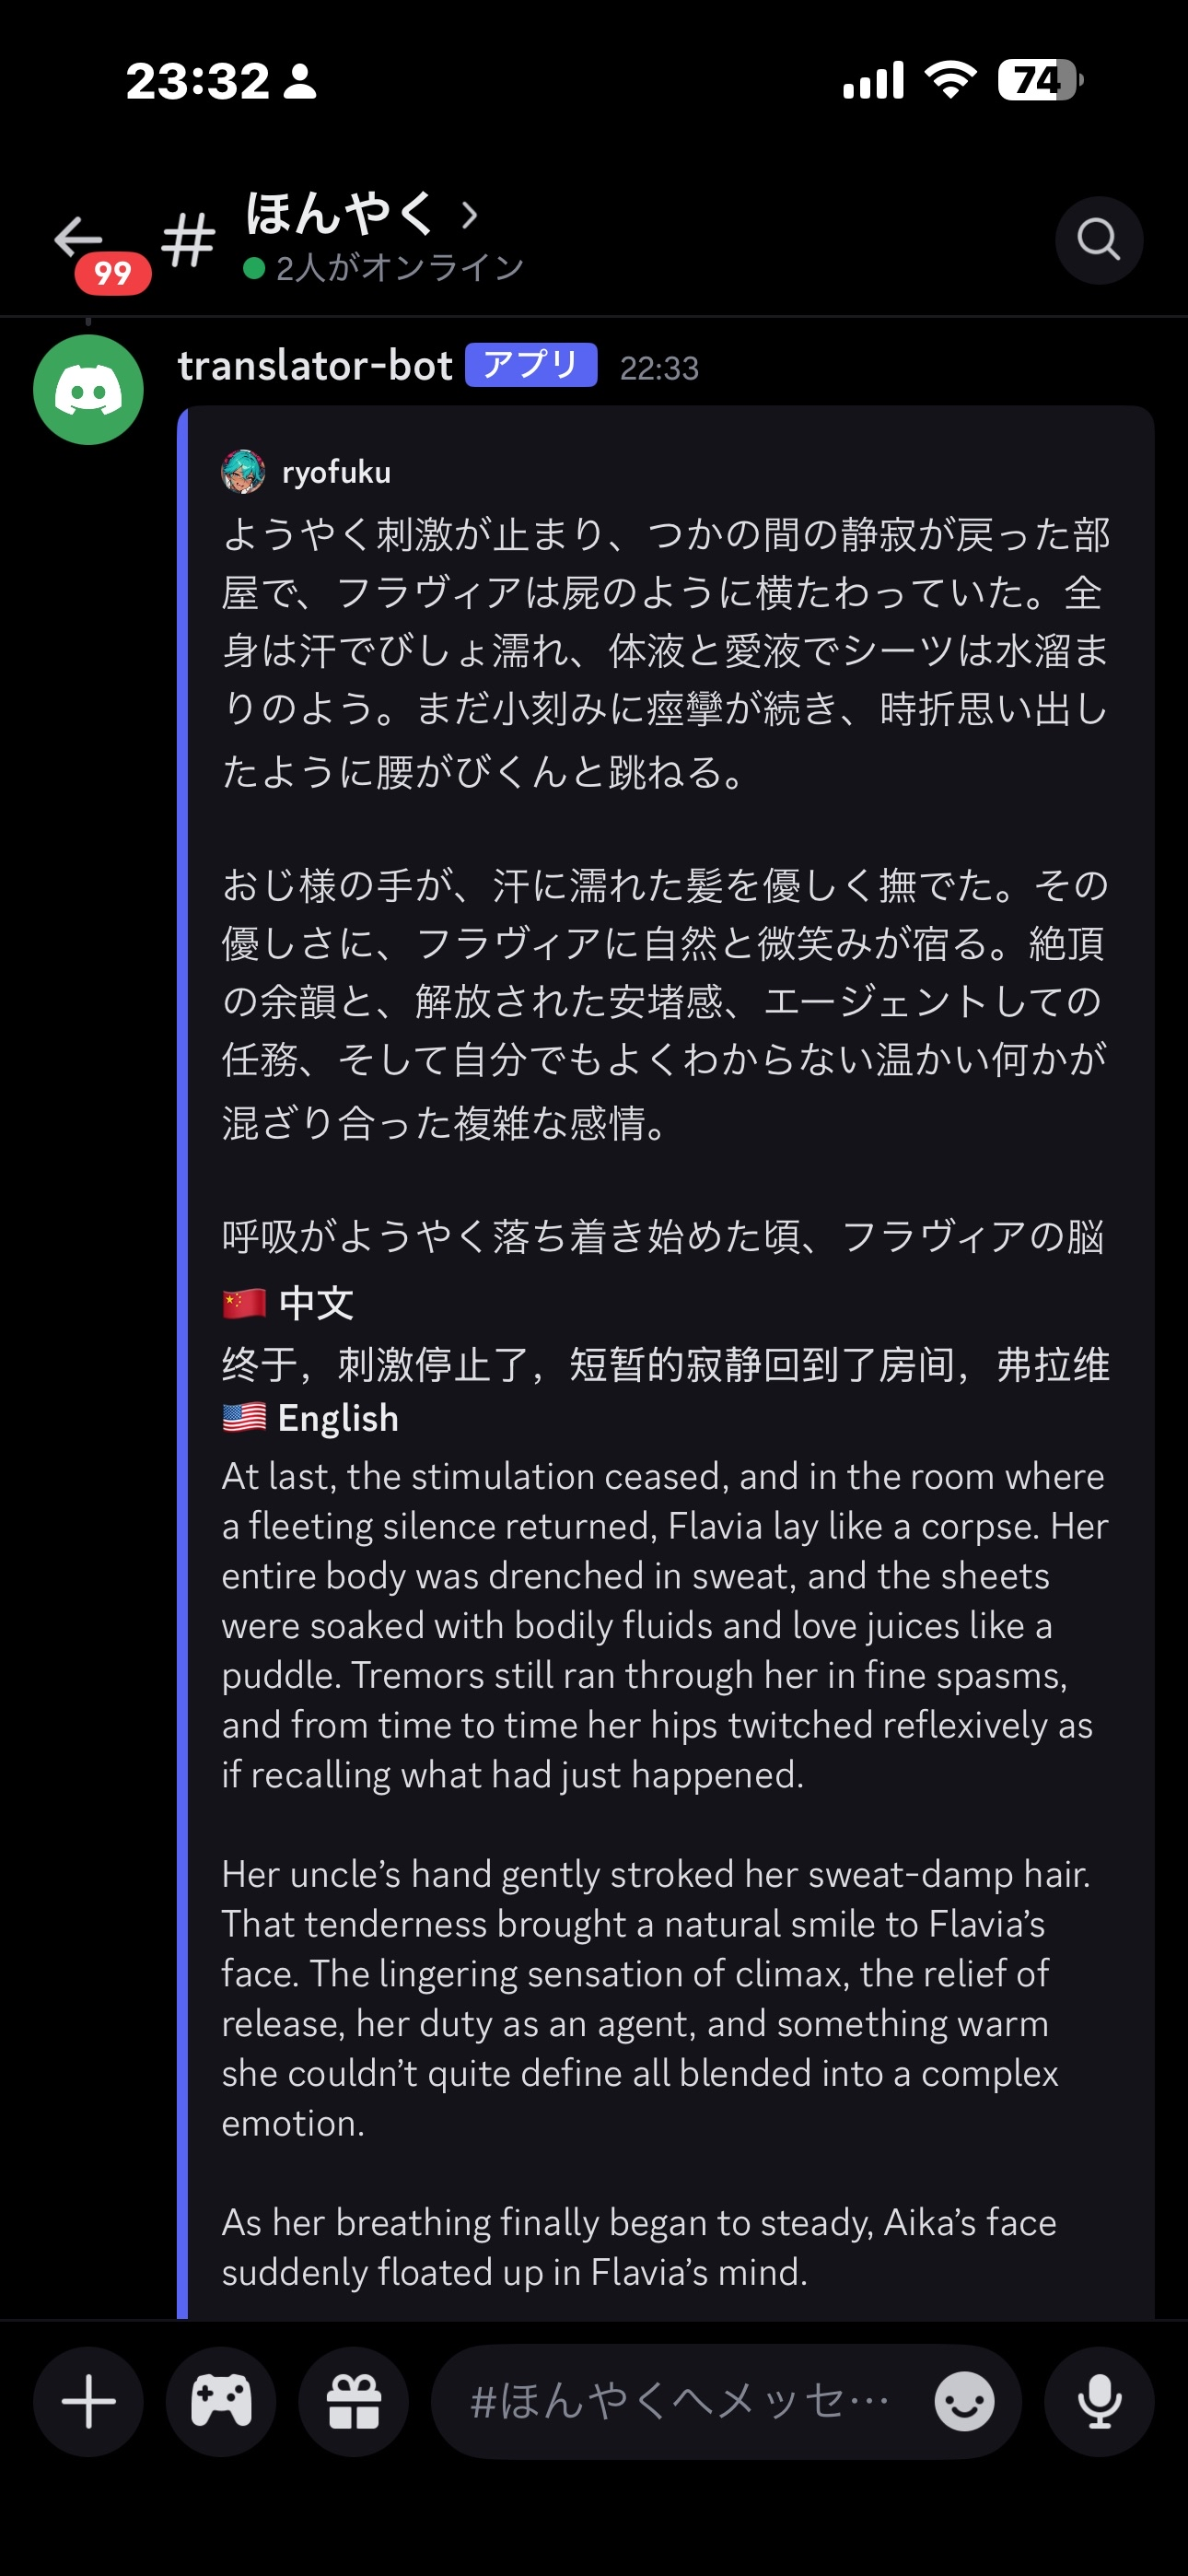 23:32
74
99
# ほんやく
2人がオンライン
translator-bot アプリ 22:33
ryofuku
ようやく刺激が止まり、つかの間の静寂が戻った部
屋で、フラヴィアは屍のように横たわっていた。全
身は汗でびしょ濡れ、体液と愛液でシーツは水溜ま
りのよう。まだ小刻みに痙攣が続き、時折思い出し
たように腰がびくんと跳ねる。
おじ様の手が、汗に濡れた髪を優しく撫でた。その
優しさに、フラヴィアに自然と微笑みが宿る。絶頂
の余韻と、解放された安堵感、エージェントしての
任務、そして自分でもよくわからない温かい何かが
混ざり合った複雑な感情。
呼吸がようやく落ち着き始めた頃、フラヴィアの脳
中文
终于，刺激停止了，短暂的寂静回到了房间，弗拉维
English
At last, the stimulation ceased, and in the room where
a fleeting silence returned, Flavia lay like a corpse. Her
entire body was drenched in sweat, and the sheets
were soaked with bodily fluids and love juices like a
puddle. Tremors still ran through her in fine spasms,
and from time to time her hips twitched reflexively as
if recalling what had just happened.
Her uncle’s hand gently stroked her sweat-damp hair.
That tenderness brought a natural smile to Flavia’s
face. The lingering sensation of climax, the relief of
release, her duty as an agent, and something warm
she couldn’t quite define all blended into a complex
emotion.
As her breathing finally began to steady, Aika’s face
suddenly floated up in Flavia’s mind.
#ほんやくへメッセ…